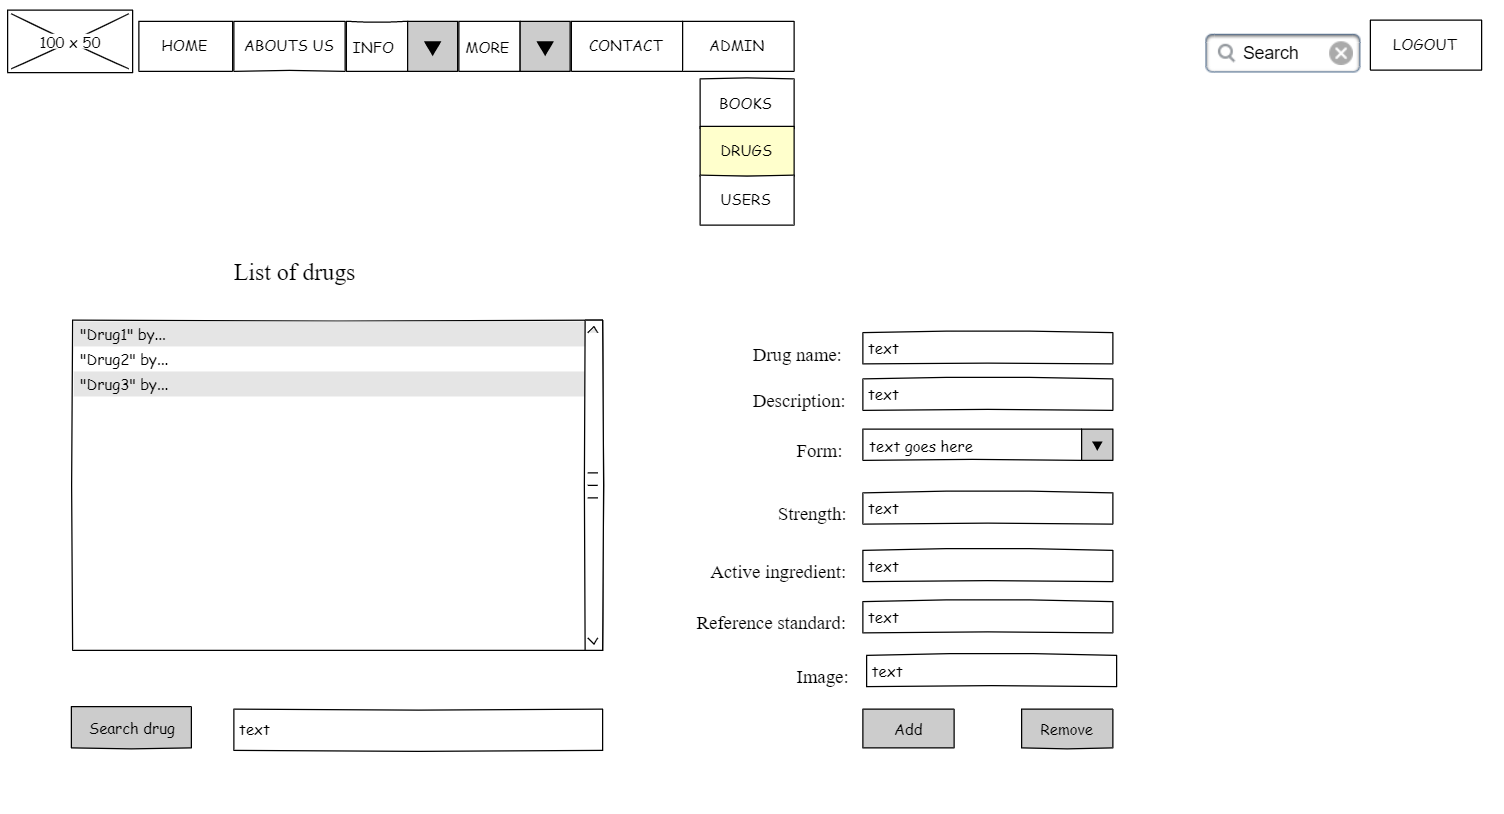 100 x 50
HOME
ABOUTS US
INFO
MORE
CONTACT
ADMIN
Search
LOGOUT
BOOKS
DRUGS
USERS
List of drugs
"Drug1" by...
"Drug2" by...
"Drug3" by...
Search drug
text
Drug name:
text
Description:
text
Form:
text goes here
Strength:
text
Active ingredient:
text
Reference standard:
text
Image:
text
Add
Remove